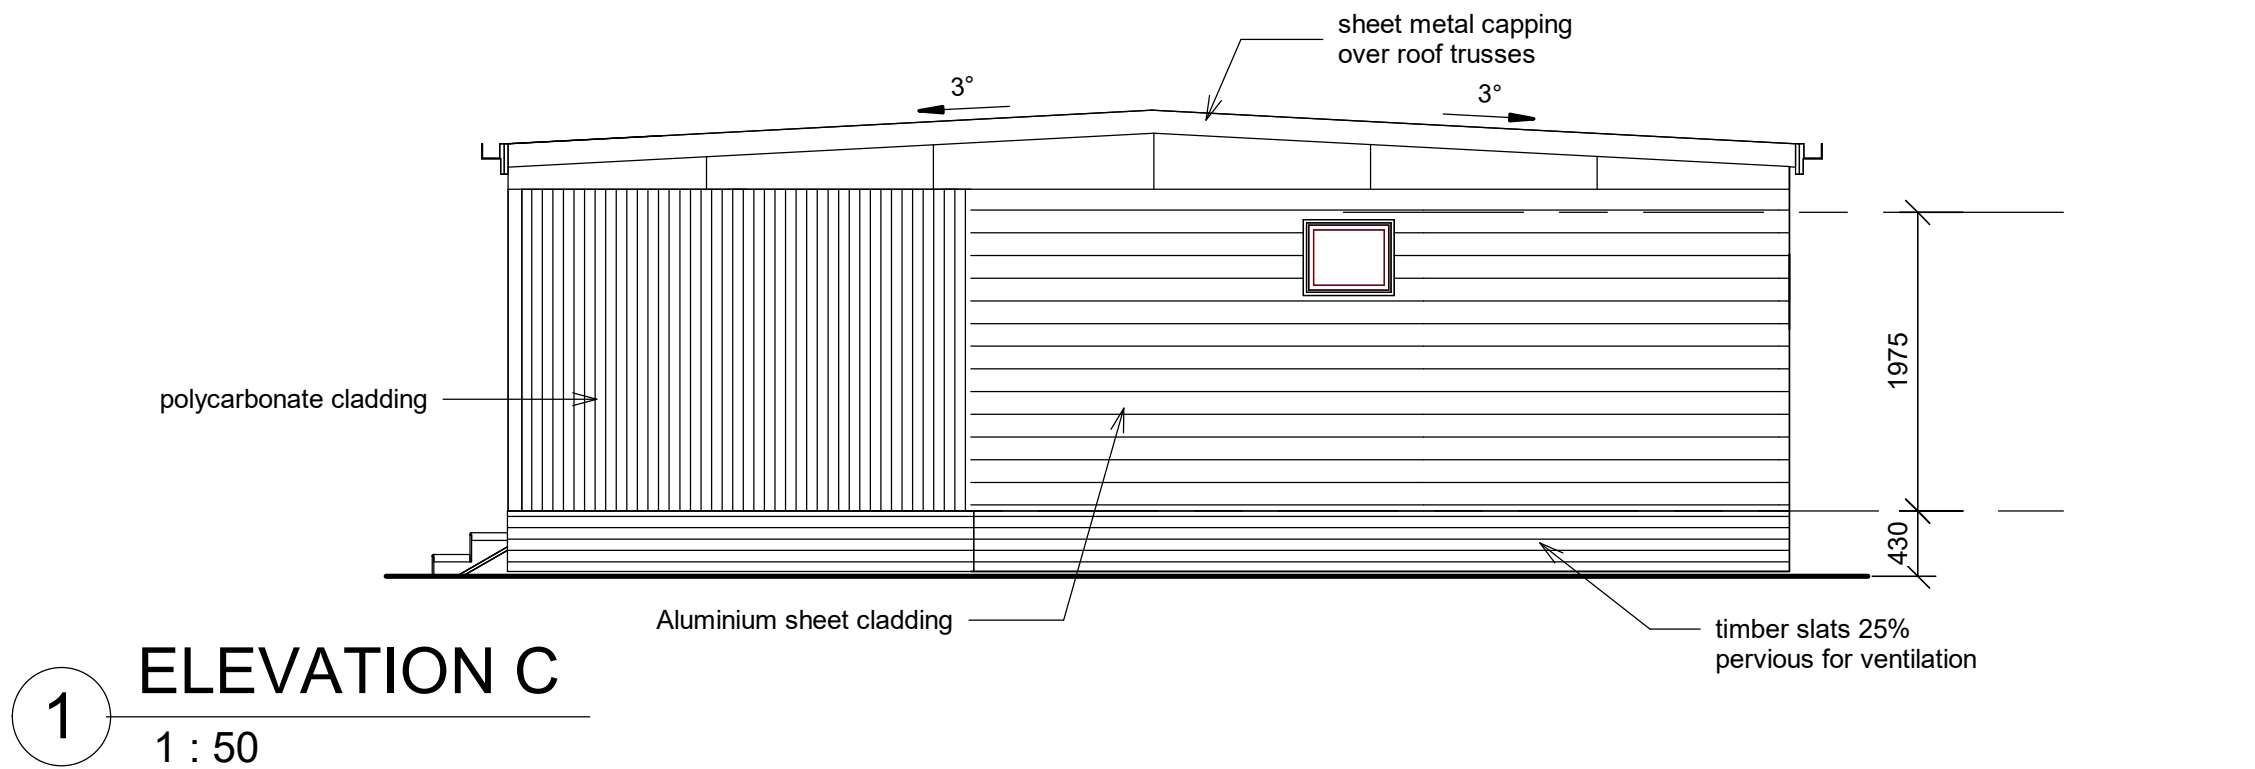 sheet metal capping
over roof trusses
3°
3°
1975
polycarbonate cladding
430
Aluminium sheet cladding
timber slats 25%
pervious for ventilation
ELEVATION C
1
1 : 50